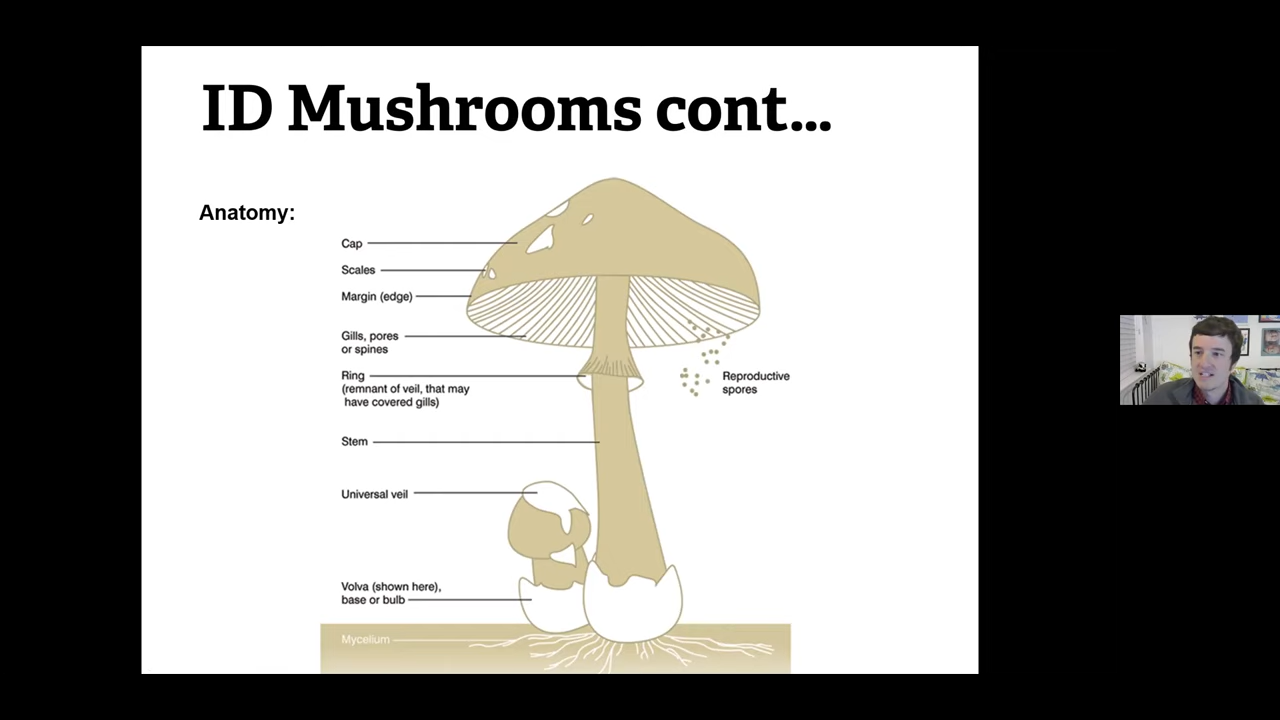 ID Mushrooms cont...
Anatomy:
Cap
Scales
Margin (edge)
Gills, pores
or spines
Ring
(remnant of veil, that may
have covered gills)
Reproductive
spores
Stem
Universal veil
Volva (shown here),
base or bulb
Mycelium